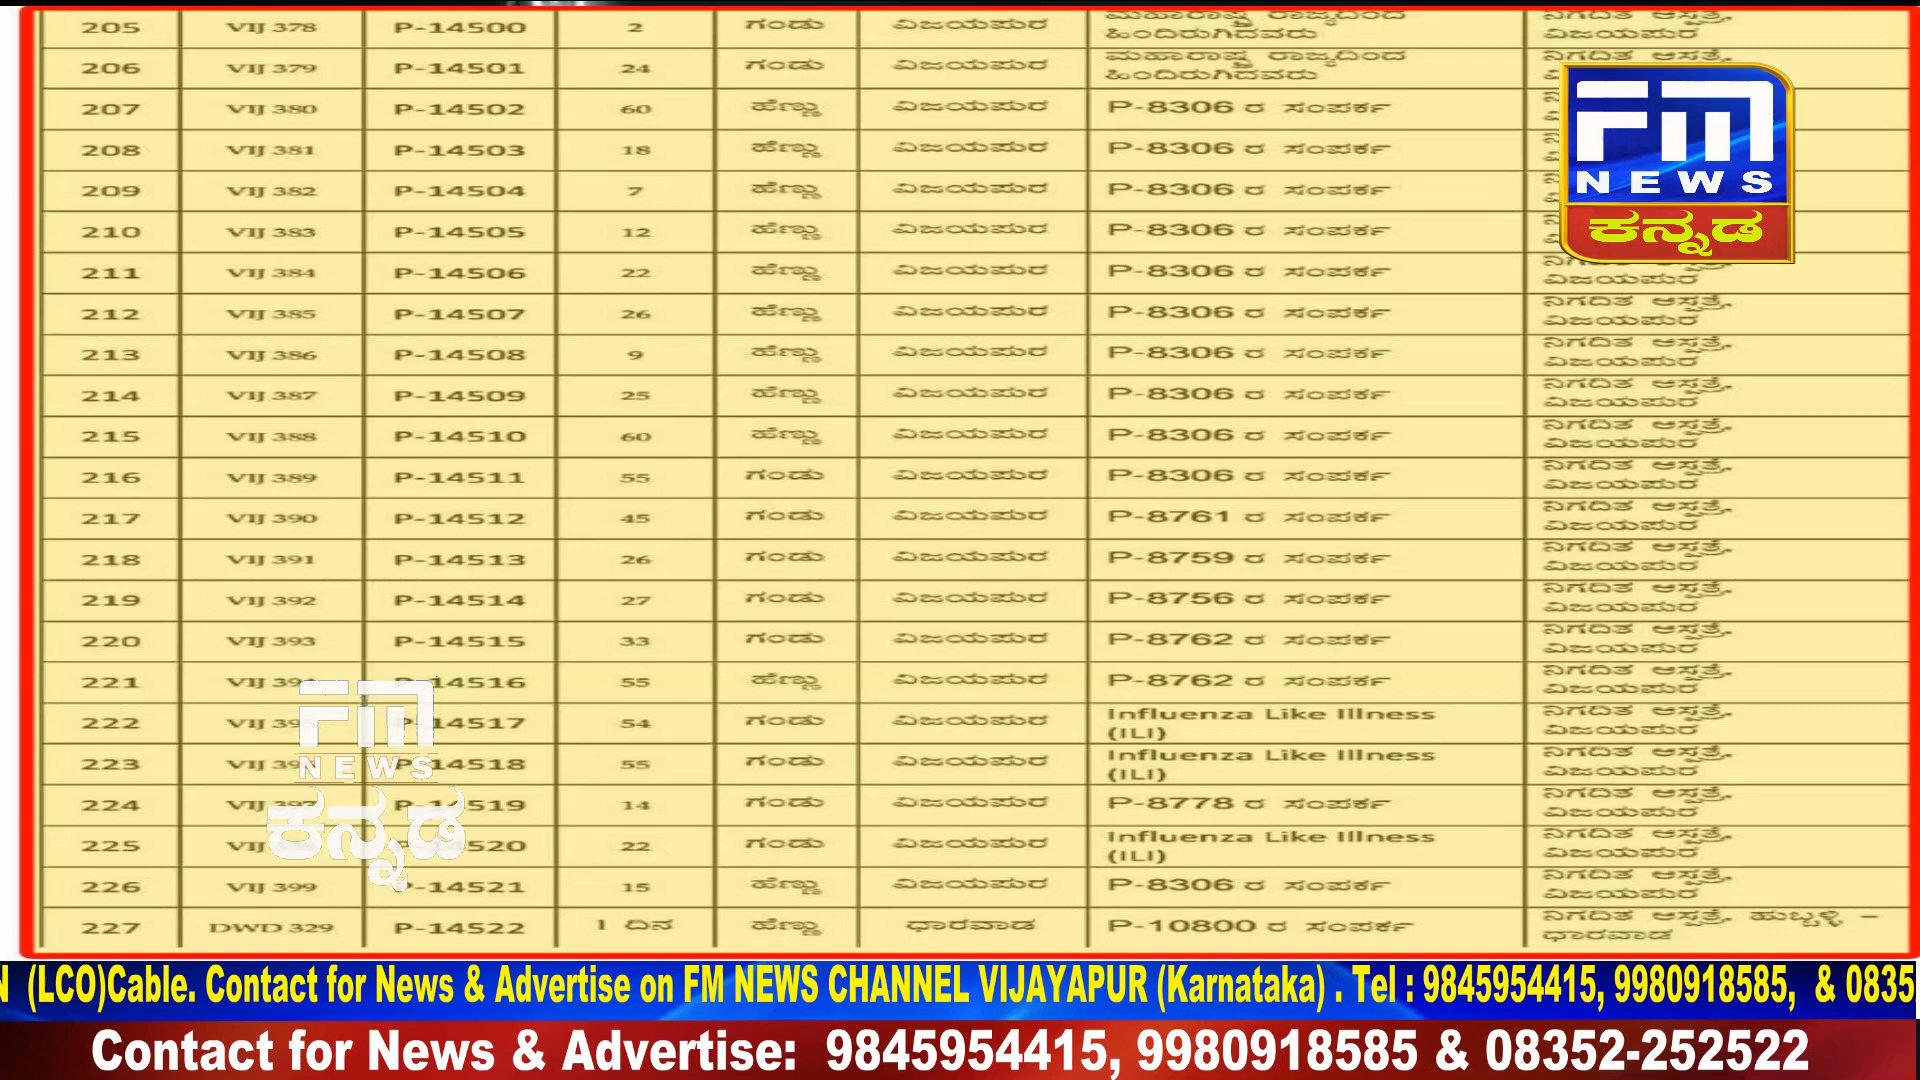 205 VIJ 378 P-14500 2 ಗಂಡು ವಿಜಯಪುರ ಮಹಾರಾಷ್ಟ್ರ ರಾಜ್ಯದಿಂದ ಹಿಂದಿರುಗಿದವರು ನಿಗದಿತ ಆಸ್ಪತ್ರೆ, ವಿಜಯಪುರ
206 VIJ 379 P-14501 24 ಗಂಡು ವಿಜಯಪುರ ಮಹಾರಾಷ್ಟ್ರ ರಾಜ್ಯದಿಂದ ಹಿಂದಿರುಗಿದವರು ನಿಗದಿತ ಆಸ್ಪತ್ರೆ,
207 VIJ 380 P-14502 60 ಹೆಣ್ಣು ವಿಜಯಪುರ P-8306 ರ ಸಂಪರ್ಕ
208 VIJ 381 P-14503 18 ಹೆಣ್ಣು ವಿಜಯಪುರ P-8306 ರ ಸಂಪರ್ಕ
209 VIJ 382 P-14504 7 ಹೆಣ್ಣು ವಿಜಯಪುರ P-8306 ರ ಸಂಪರ್ಕ
210 VIJ 383 P-14505 12 ಹೆಣ್ಣು ವಿಜಯಪುರ P-8306 ರ ಸಂಪರ್ಕ
211 VIJ 384 P-14506 22 ಹೆಣ್ಣು ವಿಜಯಪುರ P-8306 ರ ಸಂಪರ್ಕ ವಿಜಯಪುರ
212 VIJ 385 P-14507 26 ಹೆಣ್ಣು ವಿಜಯಪುರ P-8306 ರ ಸಂಪರ್ಕ ನಿಗದಿತ ಆಸ್ಪತ್ರೆ, ವಿಜಯಪುರ
213 VIJ 386 P-14508 9 ಹೆಣ್ಣು ವಿಜಯಪುರ P-8306 ರ ಸಂಪರ್ಕ ನಿಗದಿತ ಆಸ್ಪತ್ರೆ, ವಿಜಯಪುರ
214 VIJ 387 P-14509 25 ಹೆಣ್ಣು ವಿಜಯಪುರ P-8306 ರ ಸಂಪರ್ಕ ನಿಗದಿತ ಆಸ್ಪತ್ರೆ, ವಿಜಯಪುರ
215 VIJ 388 P-14510 60 ಹೆಣ್ಣು ವಿಜಯಪುರ P-8306 ರ ಸಂಪರ್ಕ ನಿಗದಿತ ಆಸ್ಪತ್ರೆ, ವಿಜಯಪುರ
216 VIJ 389 P-14511 55 ಗಂಡು ವಿಜಯಪುರ P-8306 ರ ಸಂಪರ್ಕ ನಿಗದಿತ ಆಸ್ಪತ್ರೆ, ವಿಜಯಪುರ
217 VIJ 390 P-14512 45 ಗಂಡು ವಿಜಯಪುರ P-8761 ರ ಸಂಪರ್ಕ ನಿಗದಿತ ಆಸ್ಪತ್ರೆ, ವಿಜಯಪುರ
218 VIJ 391 P-14513 26 ಗಂಡು ವಿಜಯಪುರ P-8759 ರ ಸಂಪರ್ಕ ನಿಗದಿತ ಆಸ್ಪತ್ರೆ, ವಿಜಯಪುರ
219 VIJ 392 P-14514 27 ಗಂಡು ವಿಜಯಪುರ P-8756 ರ ಸಂಪರ್ಕ ನಿಗದಿತ ಆಸ್ಪತ್ರೆ, ವಿಜಯಪುರ
220 VIJ 393 P-14515 33 ಗಂಡು ವಿಜಯಪುರ P-8762 ರ ಸಂಪರ್ಕ ನಿಗದಿತ ಆಸ್ಪತ್ರೆ, ವಿಜಯಪುರ
221 VIJ P-14516 55 ಹೆಣ್ಣು ವಿಜಯಪುರ P-8762 ರ ಸಂಪರ್ಕ ನಿಗದಿತ ಆಸ್ಪತ್ರೆ, ವಿಜಯಪುರ
222 VIJ P-14517 54 ಗಂಡು ವಿಜಯಪುರ Influenza Like Illness (ILI) ನಿಗದಿತ ಆಸ್ಪತ್ರೆ, ವಿಜಯಪುರ
223 VIJ P-14518 55 ಗಂಡು ವಿಜಯಪುರ Influenza Like Illness (ILI) ನಿಗದಿತ ಆಸ್ಪತ್ರೆ, ವಿಜಯಪುರ
224 VIJ P-14519 14 ಗಂಡು ವಿಜಯಪುರ P-8778 ರ ಸಂಪರ್ಕ ನಿಗದಿತ ಆಸ್ಪತ್ರೆ, ವಿಜಯಪುರ
225 VIJ 22 ಗಂಡು ವಿಜಯಪುರ Influenza Like Illness (ILI) ನಿಗದಿತ ಆಸ್ಪತ್ರೆ, ವಿಜಯಪುರ
226 VIJ 399 P-14521 15 ಹೆಣ್ಣು ವಿಜಯಪುರ P-8306 ರ ಸಂಪರ್ಕ ನಿಗದಿತ ಆಸ್ಪತ್ರೆ, ವಿಜಯಪುರ
227 DWD 329 P-14522 1 ದಿನ ಹೆಣ್ಣು ಧಾರವಾಡ P-10800 ರ ಸಂಪರ್ಕ ನಿಗದಿತ ಆಸ್ಪತ್ರೆ, ಹುಬ್ಬಳ್ಳಿ – ಧಾರವಾಡ
FM
NEWS
ಕನ್ನಡ
FM
NEWS
ಕನ್ನಡ
N (LCO)Cable. Contact for News & Advertise on FM NEWS CHANNEL VIJAYAPUR (Karnataka) . Tel : 9845954415, 9980918585, & 0835
Contact for News & Advertise: 9845954415, 9980918585 & 08352-252522